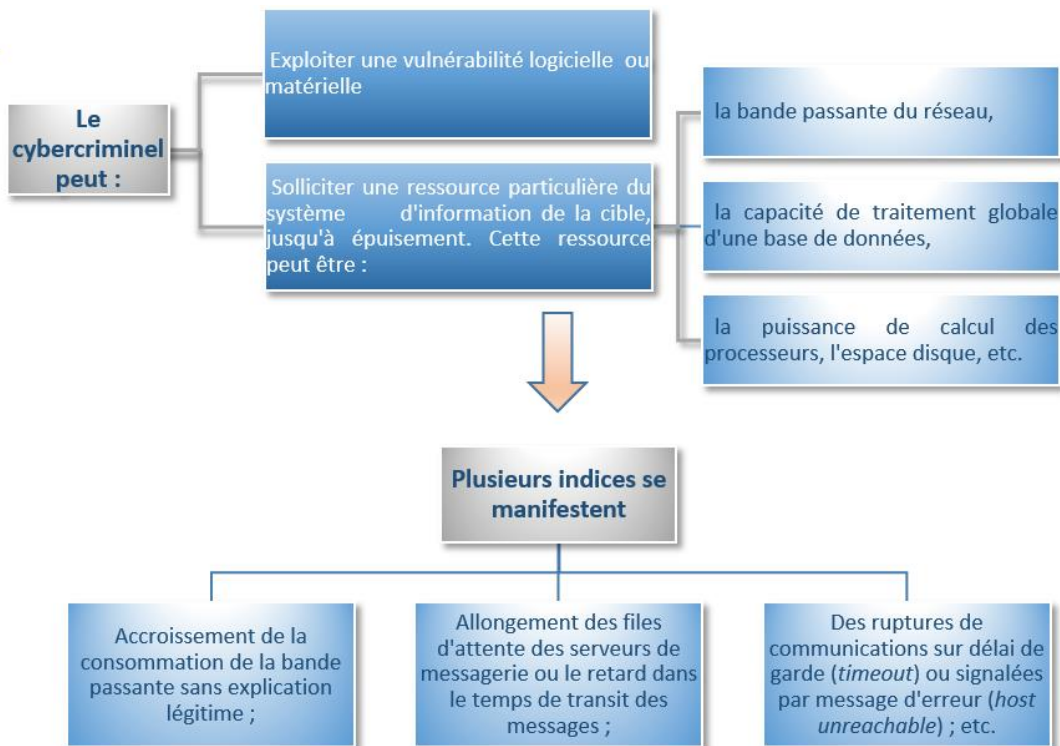 Le
cybercriminel
peut :
Exploiter une vulnérabilité logicielle ou
matérielle
Solliciter une ressource particulière du
système d'information de la cible,
jusqu'à épuisement. Cette ressource
peut être :
la bande passante du réseau,
la capacité de traitement globale
d'une base de données,
la puissance de calcul des
processeurs, l'espace disque, etc.
Plusieurs indices se
manifestent
Accroissement de la
consommation de la bande
passante sans explication
légitime ;
Allongement des files
d'attente des serveurs de
messagerie ou le retard dans
le temps de transit des
messages ;
Des ruptures de
communications sur délai de
garde (timeout) ou signalées
par message d'erreur (host
unreachable) ; etc.